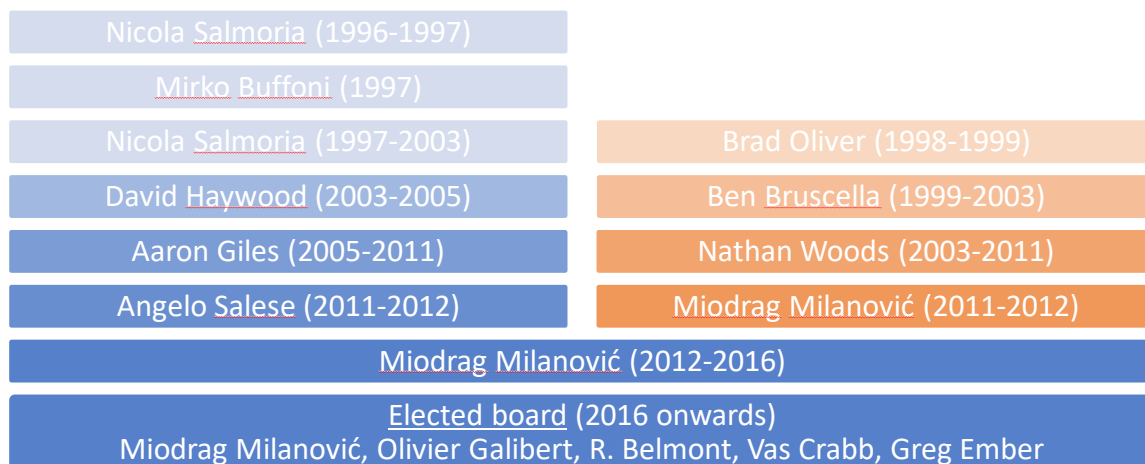 Nicola Salmoria (1996-1997)
Mirko Buffoni (1997)
Nicola Salmoria (1997-2003)
Brad Oliver (1998-1999)
David Haywood (2003-2005)
Ben Bruscella (1999-2003)
Aaron Giles (2005-2011)
Nathan Woods (2003-2011)
Angelo Salese (2011-2012)
Miodrag Milanović (2011-2012)
Miodrag Milanović (2012-2016)
Elected board (2016 onwards)
Miodrag Milanović, Olivier Galibert, R. Belmont, Vas Crabb, Greg Ember